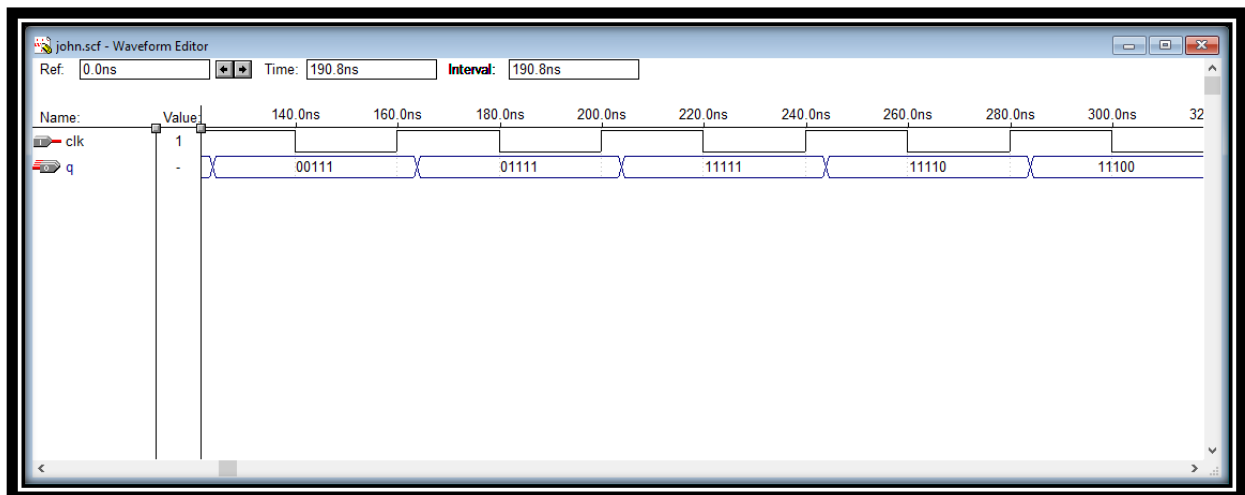 john.scf - Waveform Editor
Ref: 0.0ns Time: 190.8ns Interval: 190.8ns
Name: Value: 140.0ns 160.0ns 180.0ns 200.0ns 220.0ns 240.0ns 260.0ns 280.0ns 300.0ns 32
clk 1
q - 00111 01111 11111 11110 11100